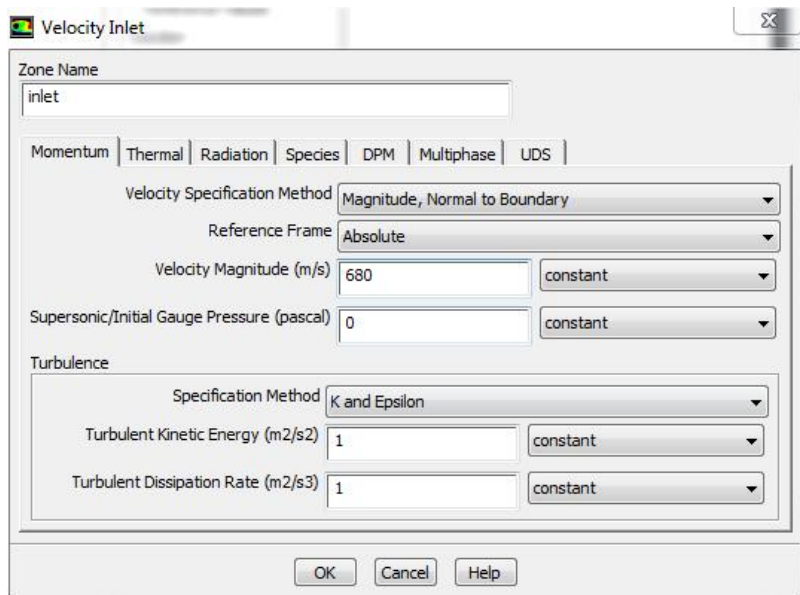 Velocity Inlet
Zone Name
inlet
Momentum Thermal Radiation Species DPM Multiphase UDS
Velocity Specification Method Magnitude, Normal to Boundary
Reference Frame Absolute
Velocity Magnitude (m/s) 680 constant
Supersonic/Initial Gauge Pressure (pascal) 0 constant
Turbulence
Specification Method K and Epsilon
Turbulent Kinetic Energy (m2/s2) 1 constant
Turbulent Dissipation Rate (m2/s3) 1 constant
OK Cancel Help